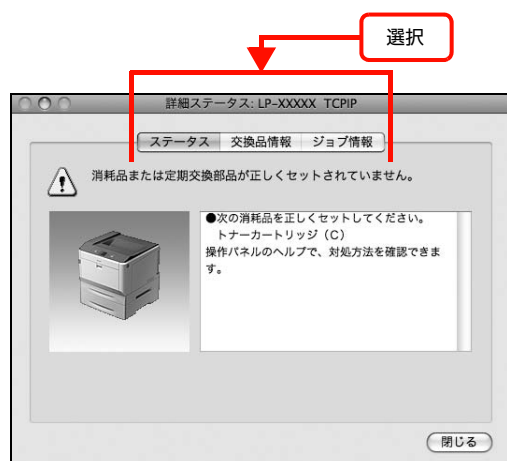 選択
詳細ステータス: LP-XXXXX TCPIP
ステータス 交換品情報 ジョブ情報
消耗品または定期交換部品が正しくセットされていません。
●次の消耗品を正しくセットしてください。
トナーカートリッジ（C）
操作パネルのヘルプで、対処方法を確認できま
す。
閉じる